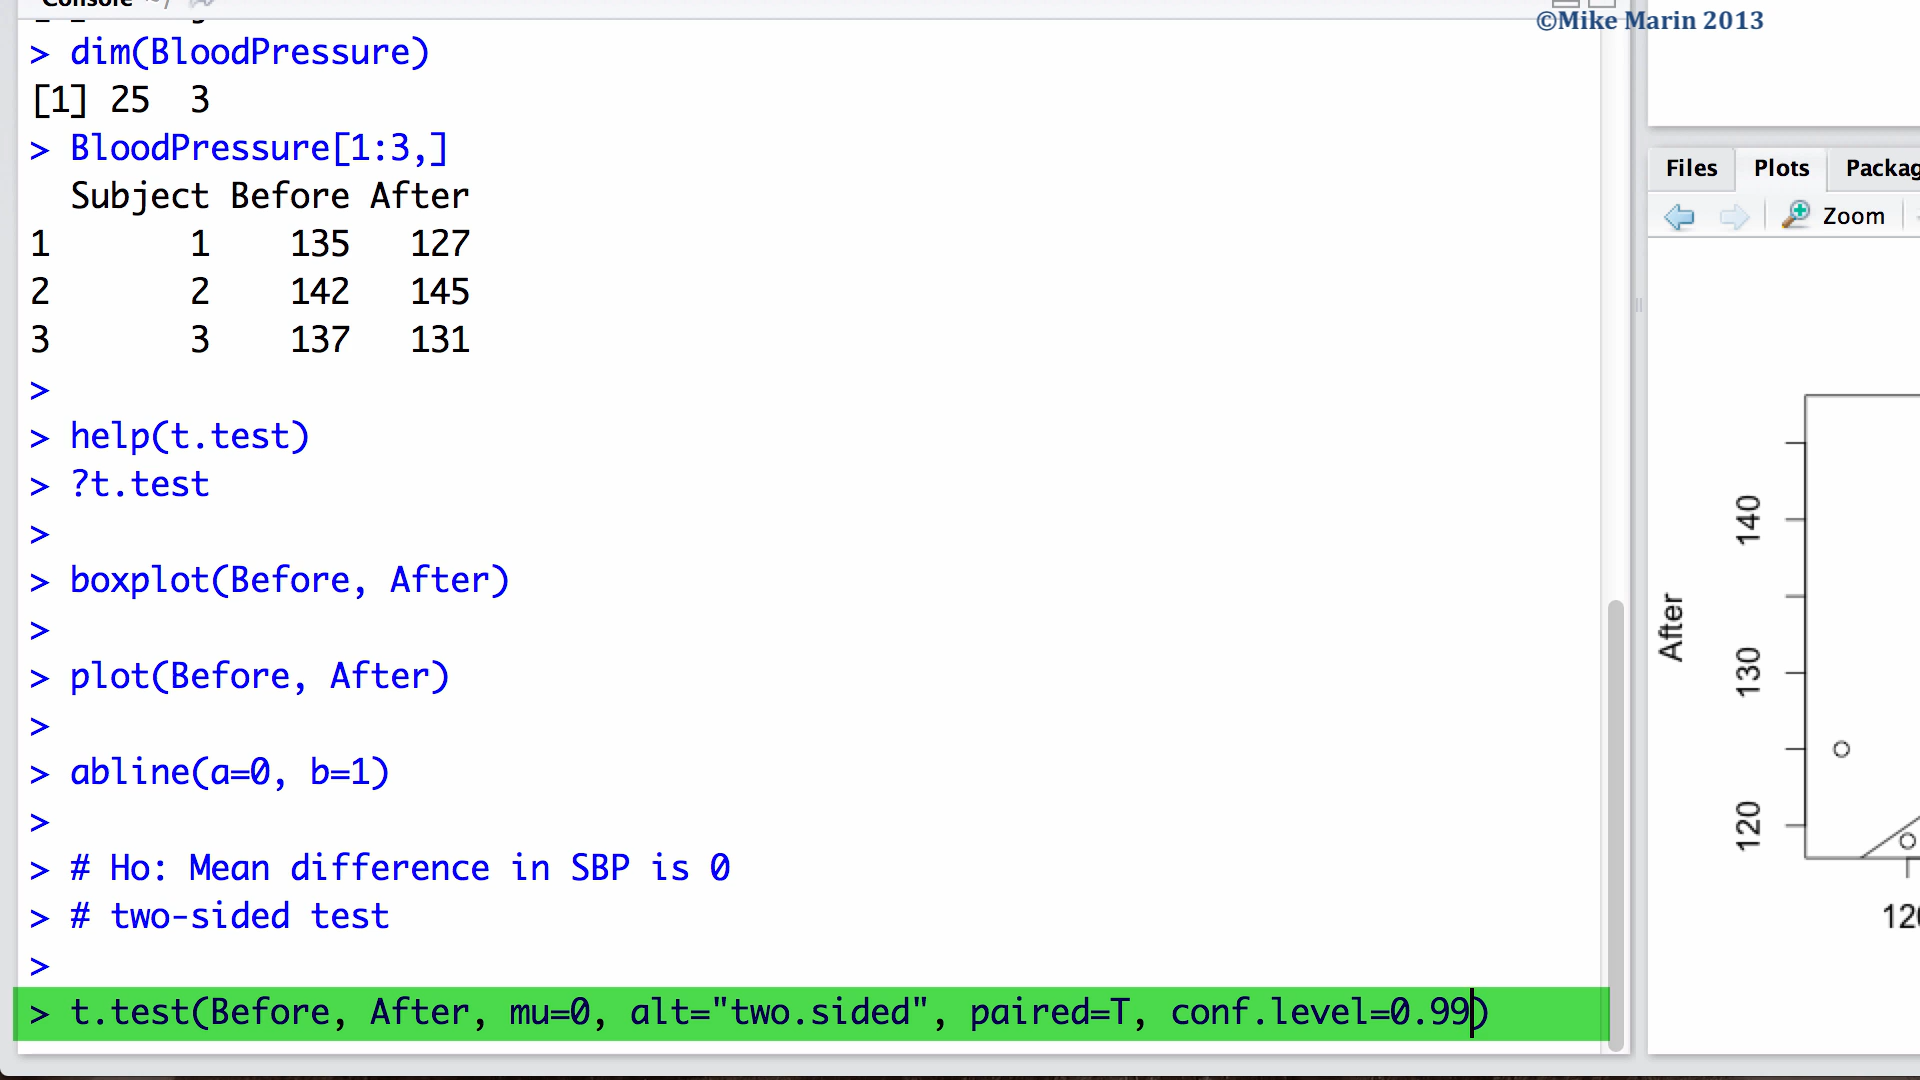 Console ~/
©Mike Marin 2013
> dim(BloodPressure)
[1] 25  3
> BloodPressure[1:3,]
  Subject Before After
1       1    135   127
2       2    142   145
3       3    137   131
>
> help(t.test)
> ?t.test
>
> boxplot(Before, After)
>
> plot(Before, After)
>
> abline(a=0, b=1)
>
> # Ho: Mean difference in SBP is 0
> # two-sided test
>
> t.test(Before, After, mu=0, alt="two.sided", paired=T, conf.level=0.99)
Files Plots Packag
Zoom
After
140
130
120
120